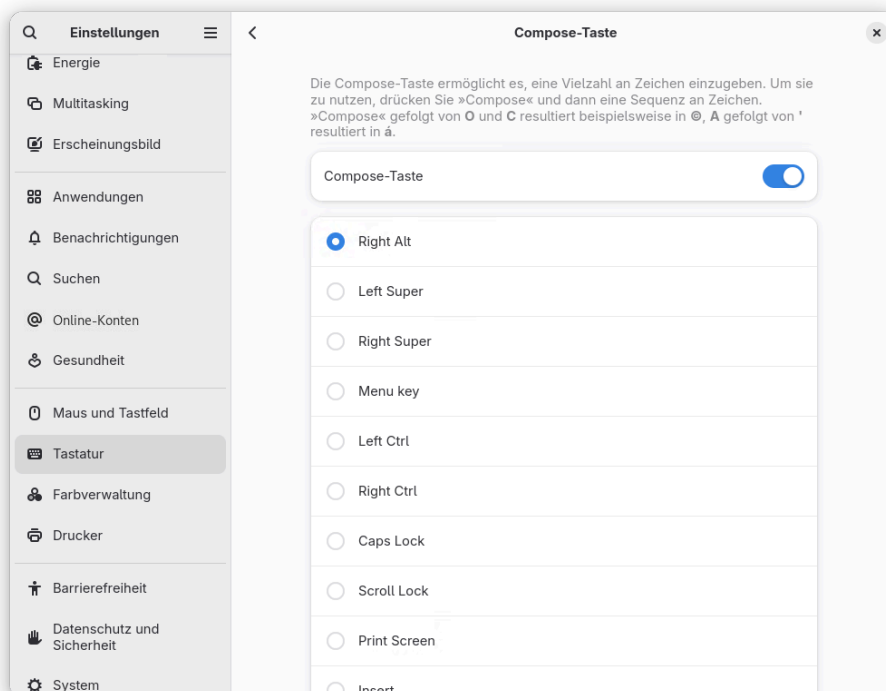 Einstellungen
Energie
Multitasking
Erscheinungsbild
Anwendungen
Benachrichtigungen
Suchen
Online-Konten
Gesundheit
Maus und Tastfeld
Tastatur
Farbverwaltung
Drucker
Barrierefreiheit
Datenschutz und
Sicherheit
System
Compose-Taste
Die Compose-Taste ermöglicht es, eine Vielzahl an Zeichen einzugeben. Um sie
zu nutzen, drücken Sie »Compose« und dann eine Sequenz an Zeichen.
»Compose« gefolgt von O und C resultiert beispielsweise in ©, A gefolgt von '
resultiert in á.
Compose-Taste
Right Alt
Left Super
Right Super
Menu key
Left Ctrl
Right Ctrl
Caps Lock
Scroll Lock
Print Screen
Insert